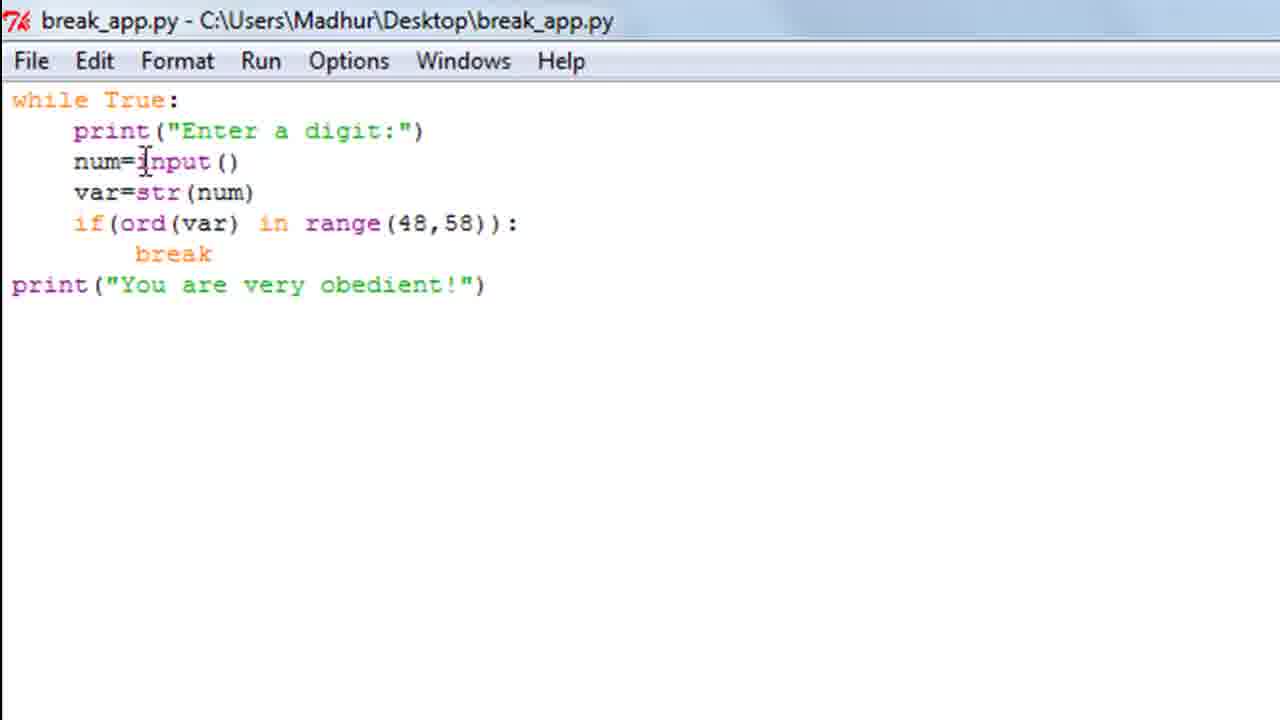 break_app.py - C:\Users\Madhur\Desktop\break_app.py
File Edit Format Run Options Windows Help
while True:
    print("Enter a digit:")
    num=input()
    var=str(num)
    if(ord(var) in range(48,58)):
        break
print("You are very obedient!")